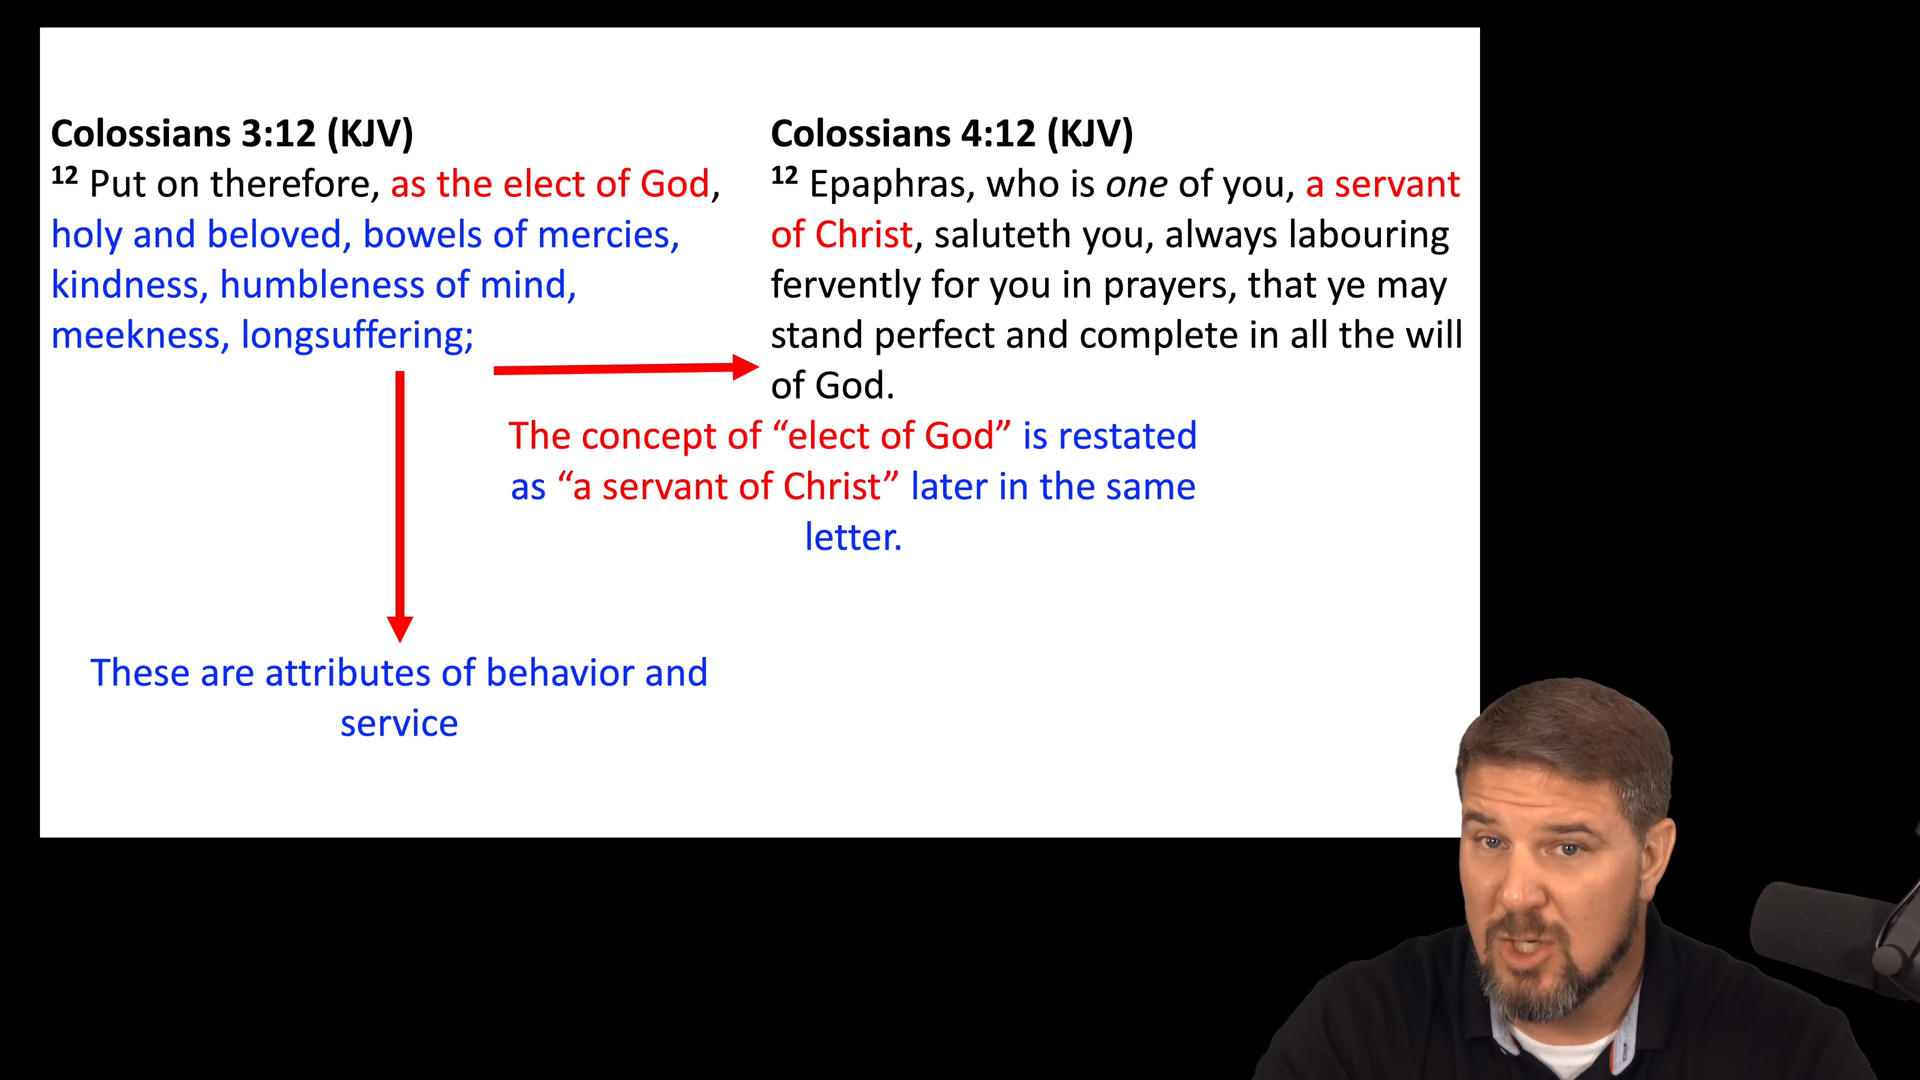 Colossians 3:12 (KJV)
12 Put on therefore, as the elect of God,
holy and beloved, bowels of mercies,
kindness, humbleness of mind,
meekness, longsuffering;
Colossians 4:12 (KJV)
12 Epaphras, who is one of you, a servant
of Christ, saluteth you, always labouring
fervently for you in prayers, that ye may
stand perfect and complete in all the will
of God.
The concept of “elect of God” is restated
as “a servant of Christ” later in the same
letter.
These are attributes of behavior and
service